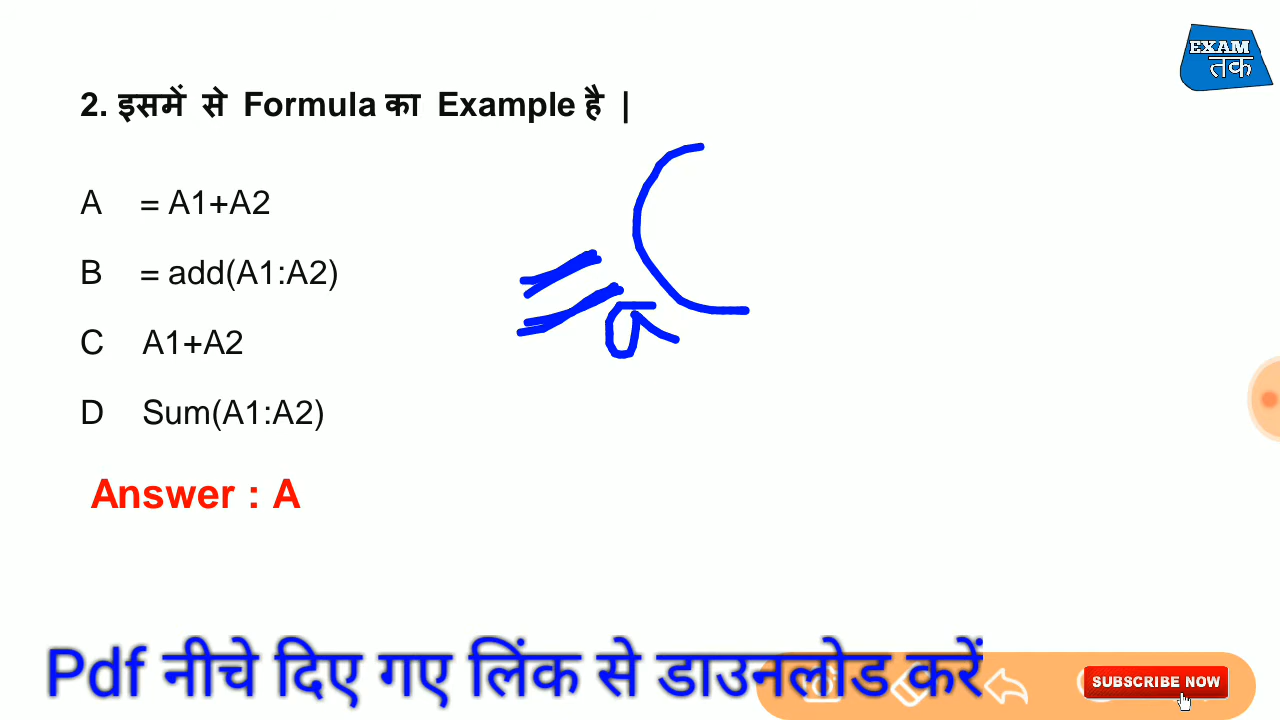 EXAM
तक
2. इसमें से Formula का Example है |
A = A1+A2
B = add(A1:A2)
C A1+A2
D Sum(A1:A2)
Answer : A
Pdf नीचे दिए गए लिंक से डाउनलोड करें
SUBSCRIBE NOW